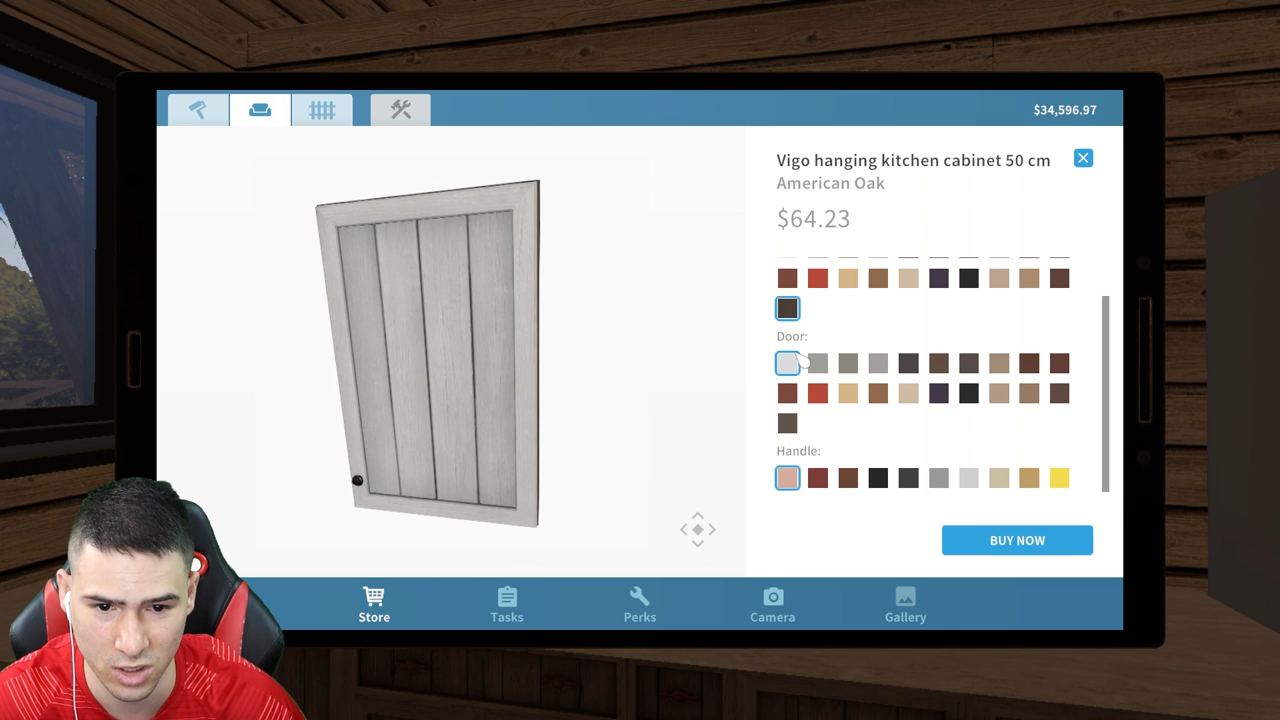 $34,596.97
Vigo hanging kitchen cabinet 50 cm
American Oak
$64.23
Door:
Handle:
BUY NOW
Store
Tasks
Perks
Camera
Gallery